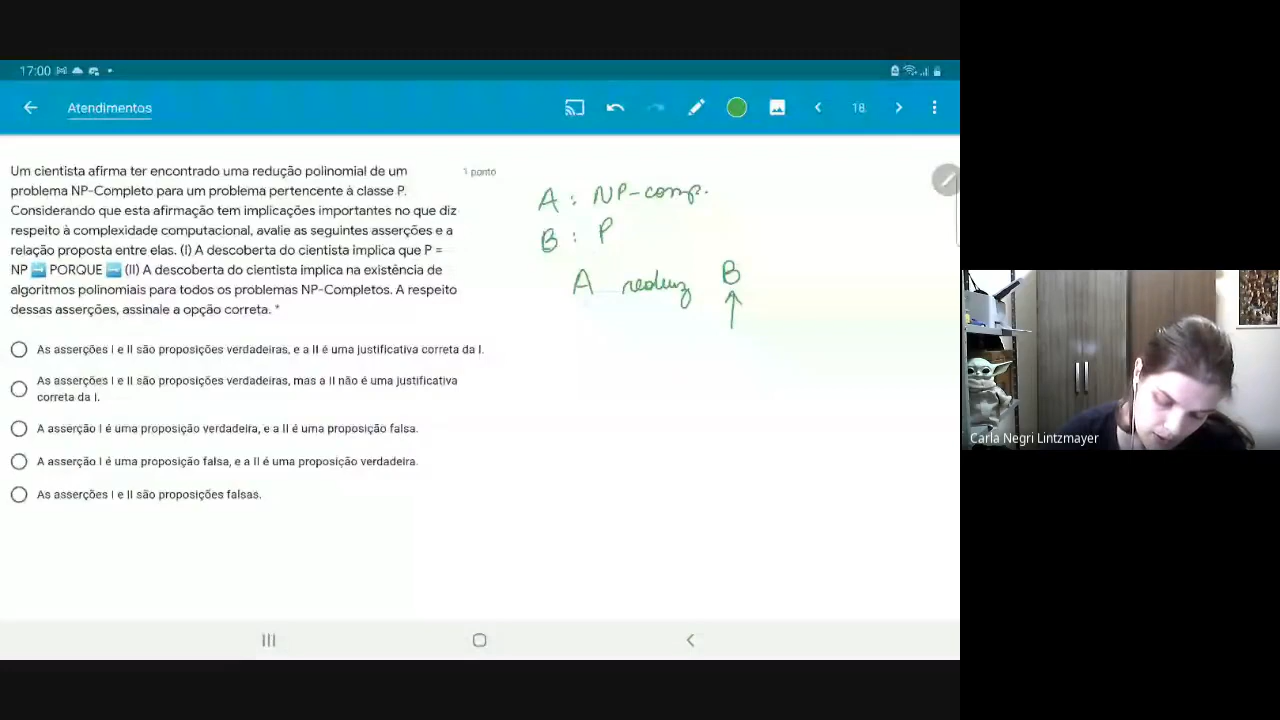 17:00
Atendimentos
18
Um cientista afirma ter encontrado uma redução polinomial de um
1 ponto
problema NP-Completo para um problema pertencente à classe P.
Considerando que esta afirmação tem implicações importantes no que diz
respeito à complexidade computacional, avalie as seguintes asserções e a
relação proposta entre elas. (I) A descoberta do cientista implica que P =
NP ➡ PORQUE ➡ (II) A descoberta do cientista implica na existência de
algoritmos polinomiais para todos os problemas NP-Completos. A respeito
dessas asserções, assinale a opção correta. *
As asserções I e II são proposições verdadeiras, e a II é uma justificativa correta da I.
As asserções I e II são proposições verdadeiras, mas a II não é uma justificativa
correta da I.
A asserção I é uma proposição verdadeira, e a II é uma proposição falsa.
A asserção I é uma proposição falsa, e a II é uma proposição verdadeira.
As asserções I e II são proposições falsas.
A : NP-comp.
B : P
A reduz B
↑
Carla Negri Lintzmayer